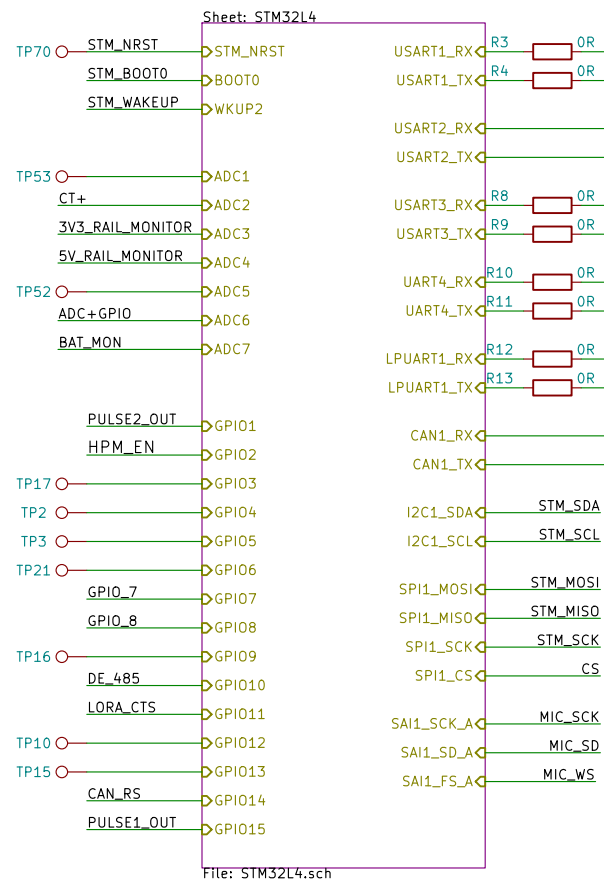 Sheet: STM32L4
TP70 STM_NRST STM_NRST USART1_RX R3 0R
STM_BOOT0 BOOT0 USART1_TX R4 0R
STM_WAKEUP WKUP2
USART2_RX
USART2_TX
TP53 ADC1
CT+ ADC2 USART3_RX R8 0R
3V3_RAIL_MONITOR ADC3 USART3_TX R9 0R
5V_RAIL_MONITOR ADC4
TP52 ADC5 UART4_RX R10 0R
ADC+GPIO ADC6 UART4_TX R11 0R
BAT_MON ADC7 LPUART1_RX R12 0R
LPUART1_TX R13 0R
PULSE2_OUT GPIO1 CAN1_RX
HPM_EN GPIO2 CAN1_TX
TP17 GPIO3
TP2 GPIO4 I2C1_SDA STM_SDA
TP3 GPIO5 I2C1_SCL STM_SCL
TP21 GPIO6
GPIO_7 GPIO7 SPI1_MOSI STM_MOSI
GPIO_8 GPIO8 SPI1_MISO STM_MISO
TP16 GPIO9 SPI1_SCK STM_SCK
DE_485 GPIO10 SPI1_CS CS
LORA_CTS GPIO11 SAI1_SCK_A MIC_SCK
TP10 GPIO12 SAI1_SD_A MIC_SD
TP15 GPIO13 SAI1_FS_A MIC_WS
CAN_RS GPIO14
PULSE1_OUT GPIO15
File: STM32L4.sch